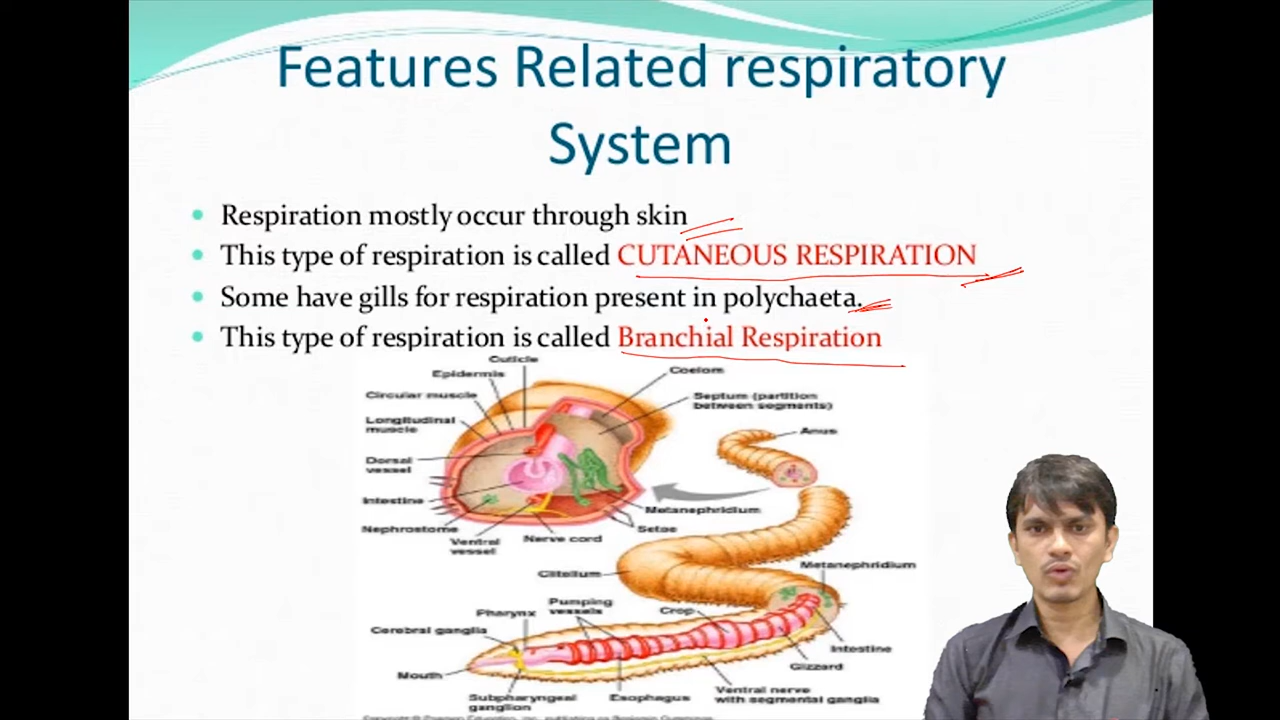 Features Related respiratory
System
Respiration mostly occur through skin
This type of respiration is called CUTANEOUS RESPIRATION
Some have gills for respiration present in polychaeta.
This type of respiration is called Branchial Respiration
Cuticle
Epidermis
Coelom
Circular muscle
Septum (partition
between segments)
Longitudinal
muscle
Anus
Dorsal
vessel
Intestine
Metanephridium
Nephrostome
Setae
Ventral
vessel
Nerve cord
Clitellum
Metanephridium
Pumping
vessels
Pharynx
Crop
Cerebral ganglia
Intestine
Gizzard
Mouth
Subpharyngeal
ganglion
Esophagus
Ventral nerve
with segmental ganglia